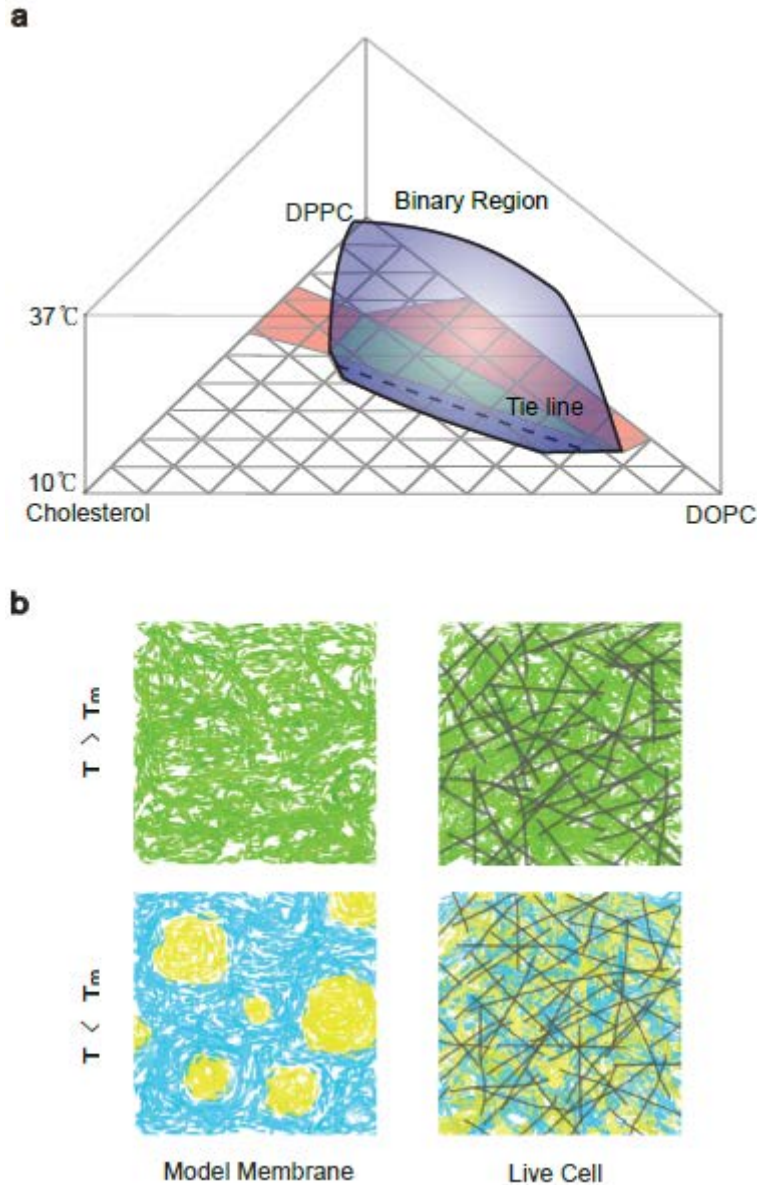 a
DPPC
Binary Region
37℃
Tie line
10℃
Cholesterol
DOPC
b
T > Tm
T < Tm
Model Membrane
Live Cell